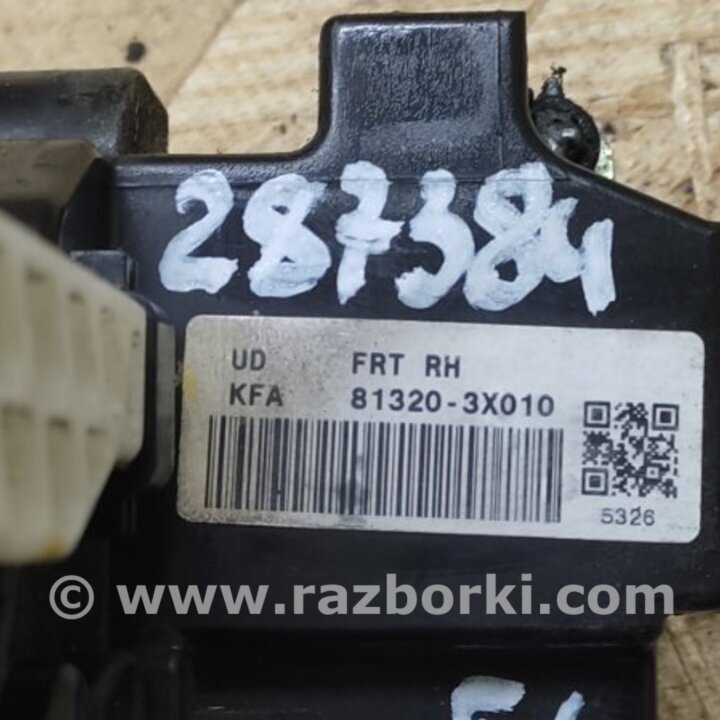 287384
UD FRT RH
KFA 81320-3X010
5326
© www.razborki.com